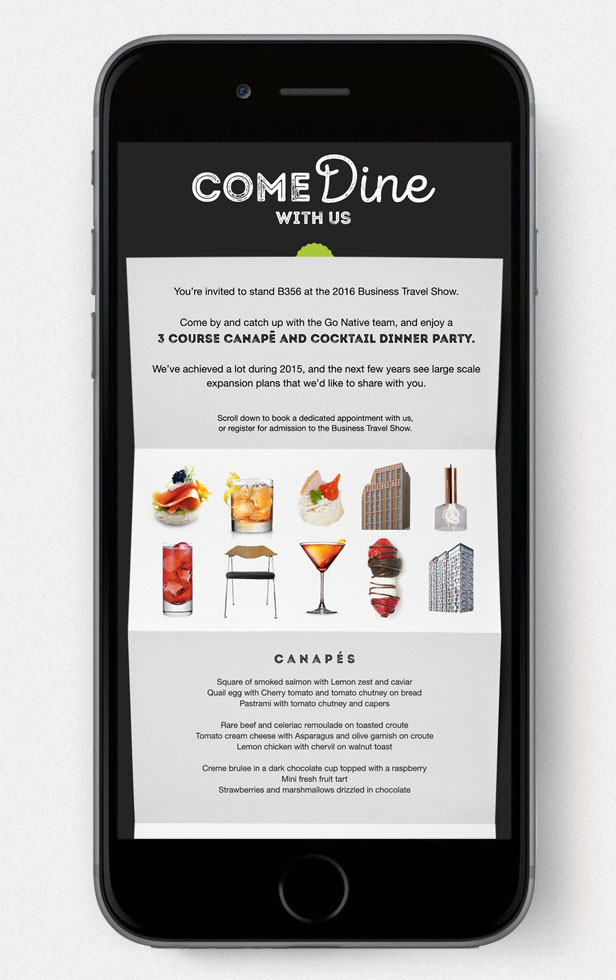 COME Dine
WITH US
You're invited to stand B356 at the 2016 Business Travel Show.
Come by and catch up with the Go Native team, and enjoy a
3 COURSE CANAPĒ AND COCKTAIL DINNER PARTY.
We've achieved a lot during 2015, and the next few years see large scale
expansion plans that we'd like to share with you.
Scroll down to book a dedicated appointment with us,
or register for admission to the Business Travel Show.
CANAPÉS
Square of smoked salmon with Lemon zest and caviar
Quail egg with Cherry tomato and tomato chutney on bread
Pastrami with tomato chutney and capers
Rare beef and celeriac remoulade on toasted croute
Tomato cream cheese with Asparagus and olive garnish on croute
Lemon chicken with chervil on walnut toast
Creme brulee in a dark chocolate cup topped with a raspberry
Mini fresh fruit tart
Strawberries and marshmallows drizzled in chocolate